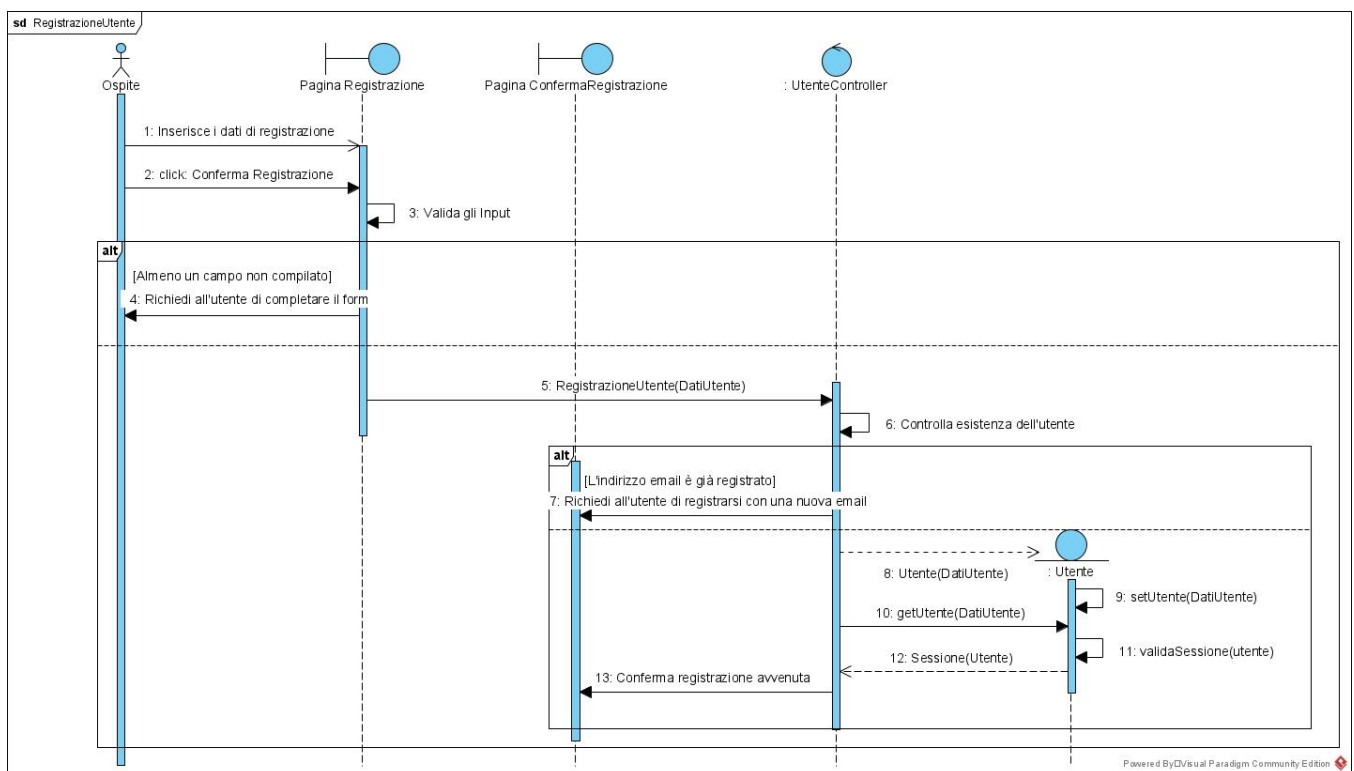 sd RegistrazioneUtente
Ospite
Pagina Registrazione
Pagina ConfermaRegistrazione
: UtenteController
1: Inserisce i dati di registrazione
2: click: Conferma Registrazione
3: Valida gli Input
alt
[Almeno un campo non compilato]
4: Richiedi all'utente di completare il form
5: RegistrazioneUtente(DatiUtente)
6: Controlla esistenza dell'utente
alt
[L'indirizzo email è già registrato]
7: Richiedi all'utente di registrarsi con una nuova email
8: Utente(DatiUtente)
: Utente
9: setUtente(DatiUtente)
10: getUtente(DatiUtente)
11: validaSessione(utente)
12: Sessione(Utente)
13: Conferma registrazione avvenuta
Powered By Visual Paradigm Community Edition